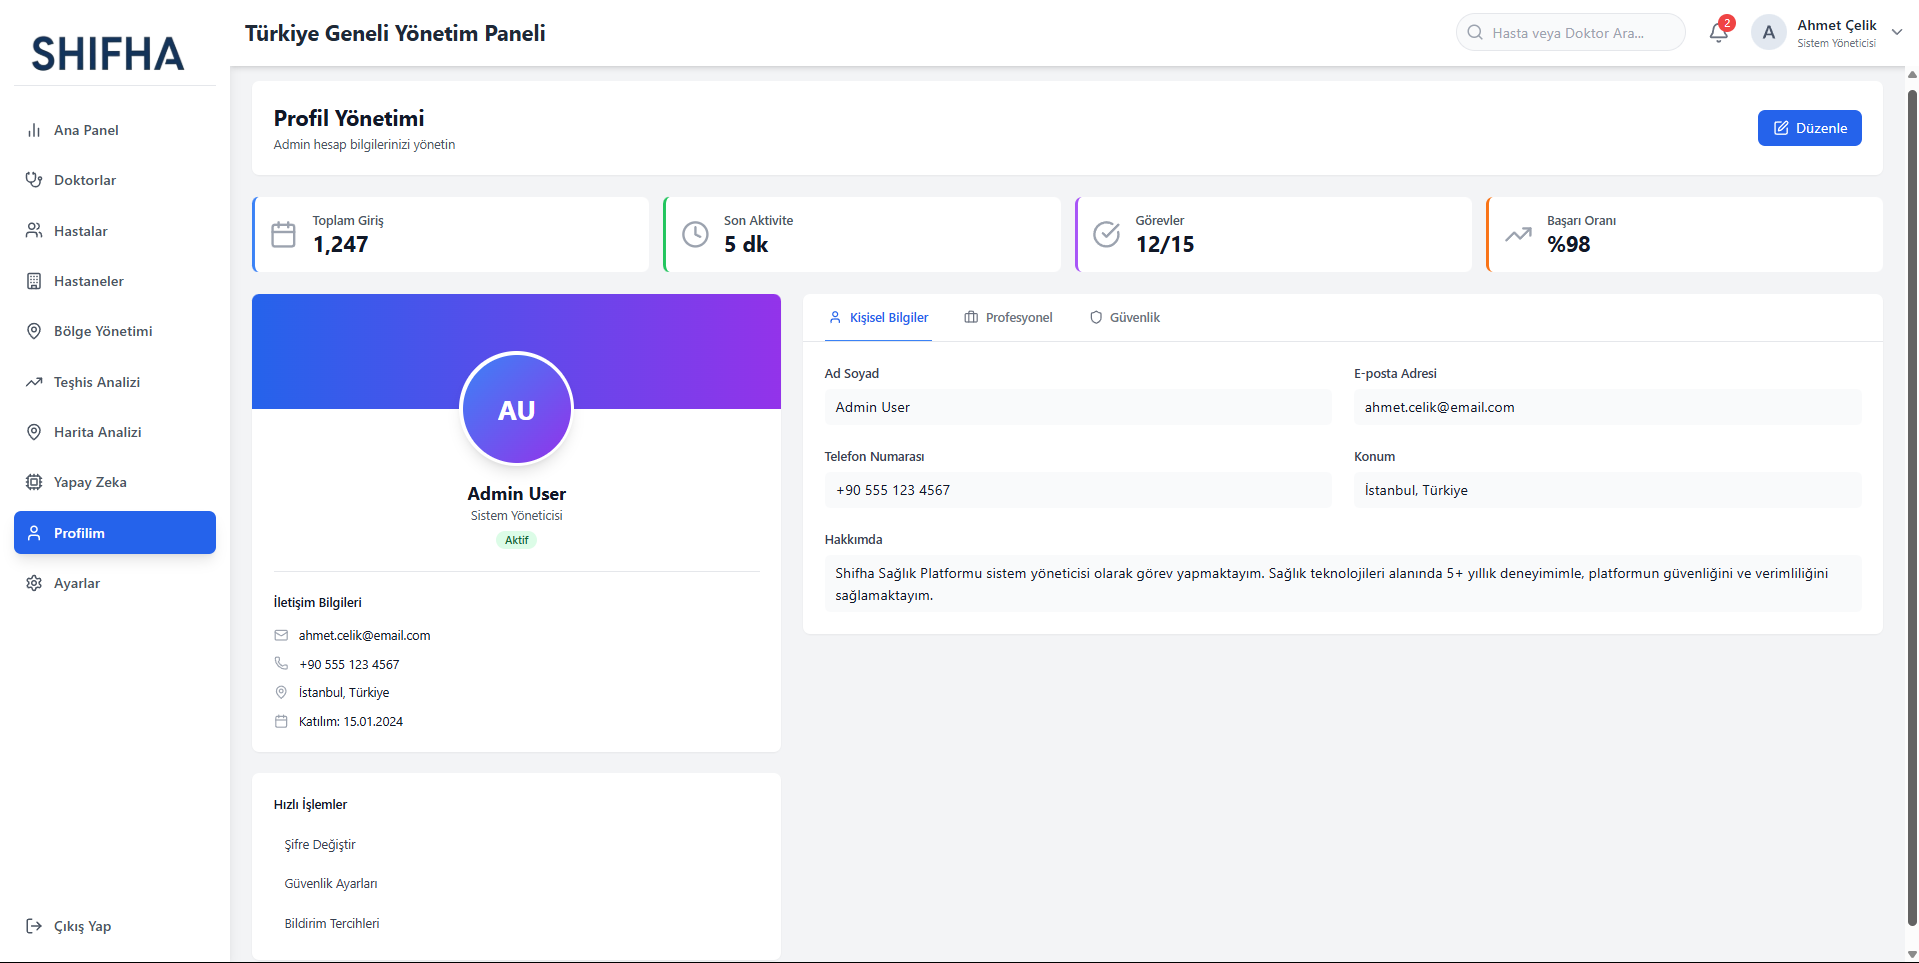 SHIFHA
Ana Panel
Doktorlar
Hastalar
Hastaneler
Bölge Yönetimi
Teşhis Analizi
Harita Analizi
Yapay Zeka
Profilim
Ayarlar
Çıkış Yap
Türkiye Geneli Yönetim Paneli
Hasta veya Doktor Ara...
2
A
Ahmet Çelik
Sistem Yöneticisi
Profil Yönetimi
Admin hesap bilgilerinizi yönetin
Düzenle
Toplam Giriş
1,247
Son Aktivite
5 dk
Görevler
12/15
Başarı Oranı
%98
AU
Admin User
Sistem Yöneticisi
Aktif
İletişim Bilgileri
ahmet.celik@email.com
+90 555 123 4567
İstanbul, Türkiye
Katılım: 15.01.2024
Hızlı İşlemler
Şifre Değiştir
Güvenlik Ayarları
Bildirim Tercihleri
Kişisel Bilgiler
Profesyonel
Güvenlik
Ad Soyad
Admin User
E-posta Adresi
ahmet.celik@email.com
Telefon Numarası
+90 555 123 4567
Konum
İstanbul, Türkiye
Hakkımda
Shifha Sağlık Platformu sistem yöneticisi olarak görev yapmaktayım. Sağlık teknolojileri alanında 5+ yıllık deneyimimle, platformun güvenliğini ve verimliliğini
sağlamaktayım.